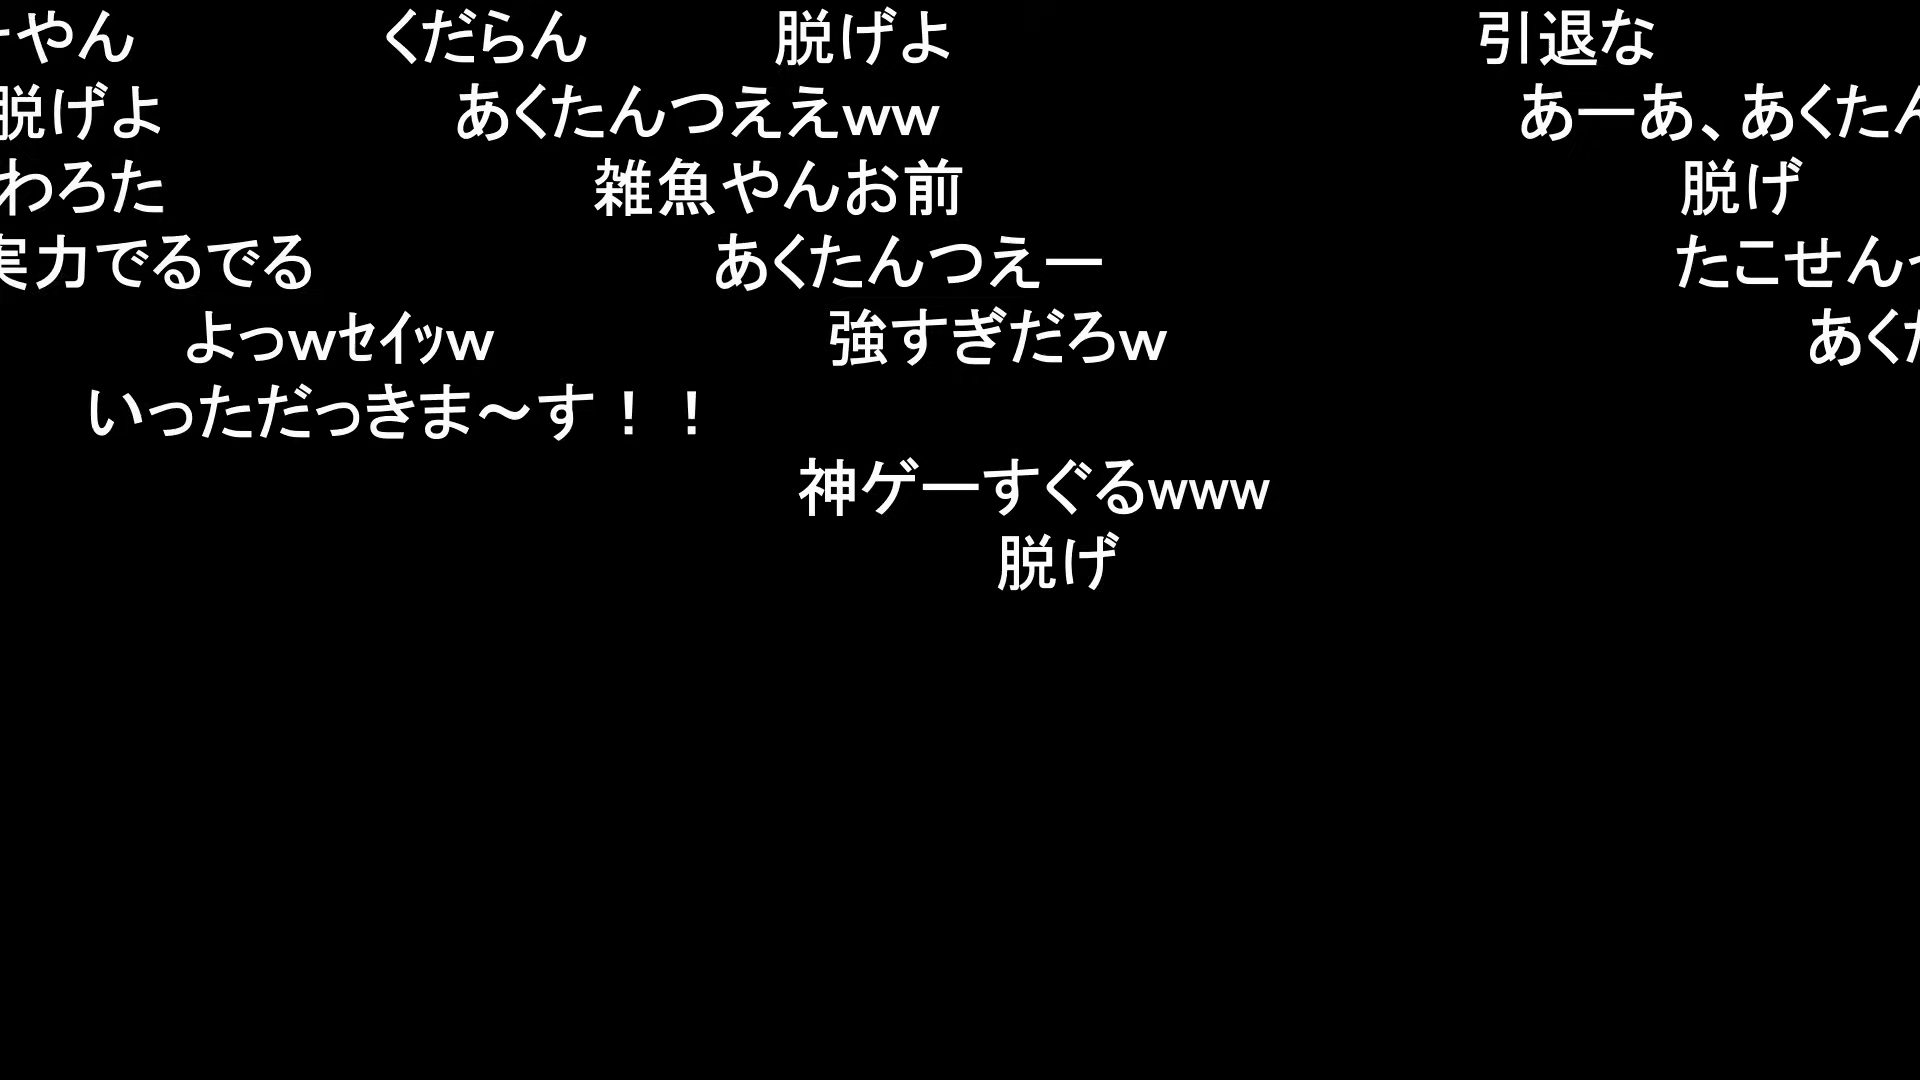 ーやん くだらん 脱げよ 引退な
脱げよ あくたんつええww あーあ、あくたん
わろた 雑魚やんお前 脱げ
実力でるでる あくたんつえー たこせん
よっwｾｲｯw 強すぎだろw あくた
いっただっきま〜す！！
神ゲーすぐるwww
脱げ